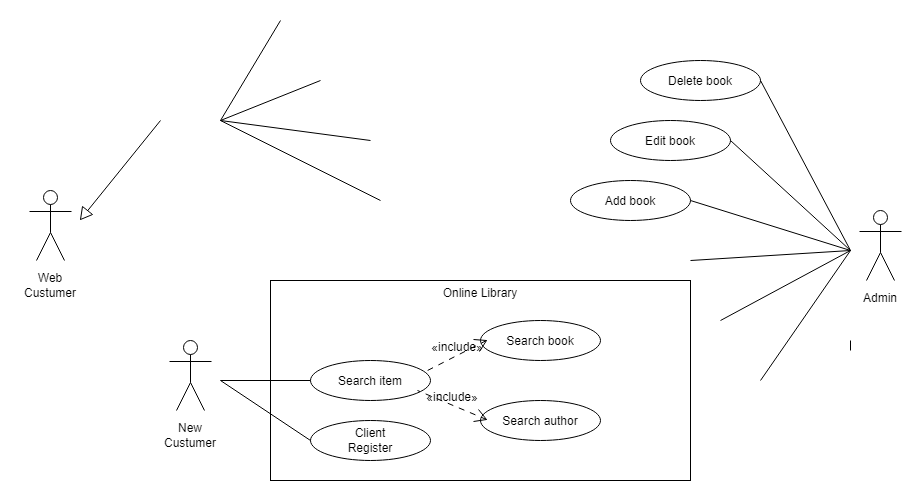 Delete book
Edit book
Add book
Web
Custumer
Admin
Online Library
Search book
«include»
Search item
«include»
Search author
Client
Register
New
Custumer